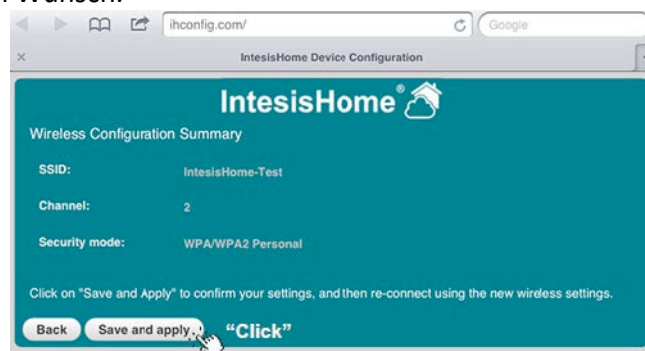 ihconfig.com/ Google
IntesisHome Device Configuration
IntesisHome®
Wireless Configuration Summary
SSID: IntesisHome-Test
Channel: 2
Security mode: WPA/WPA2 Personal
Click on "Save and Apply" to confirm your settings, and then re-connect using the new wireless settings.
Back Save and apply “Click”